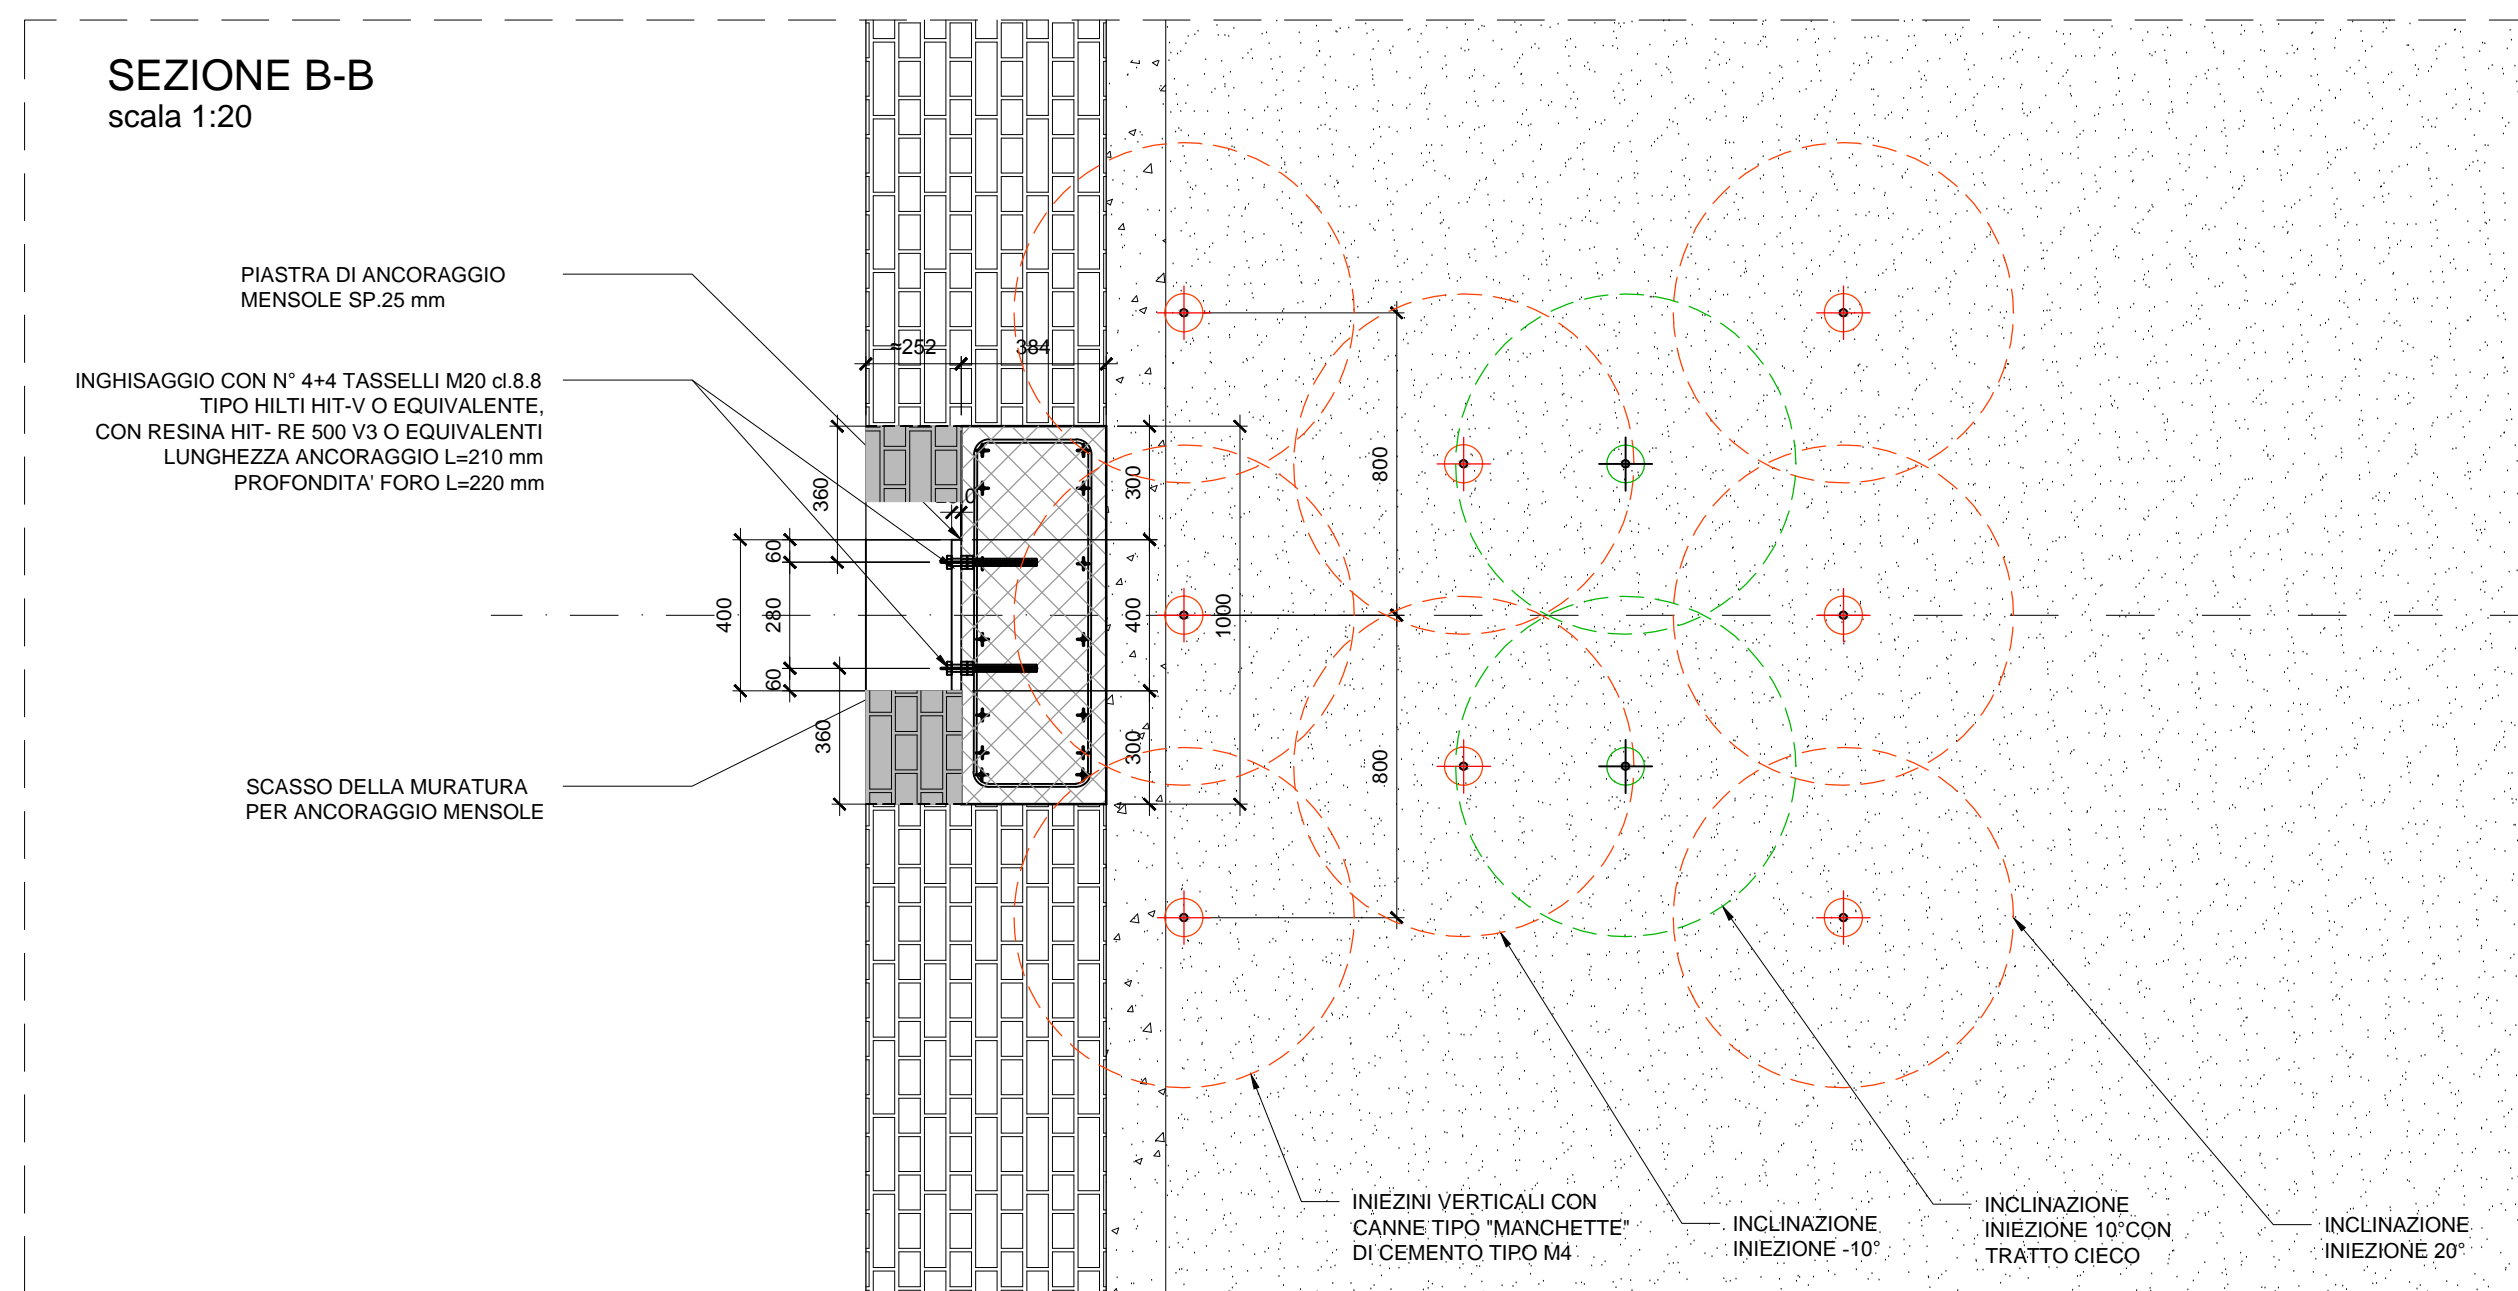 SEZIONE B-B
scala 1:20
PIASTRA DI ANCORAGGIO
MENSOLE SP.25 mm
INGHISAGGIO CON N° 4+4 TASSELLI M20 cl.8.8
TIPO HILTI HIT-V O EQUIVALENTE,
CON RESINA HIT- RE 500 V3 O EQUIVALENTI
LUNGHEZZA ANCORAGGIO L=210 mm
PROFONDITA' FORO L=220 mm
SCASSO DELLA MURATURA
PER ANCORAGGIO MENSOLE
≈252
384
360
60
400
280
60
360
300
400
1000
300
800
800
INIEZINI VERTICALI CON
CANNE TIPO "MANCHETTE"
DI CEMENTO TIPO M4
INCLINAZIONE
INIEZIONE -10°
INCLINAZIONE
INIEZIONE 10°CON
TRATTO CIECO
INCLINAZIONE
INIEZIONE 20°